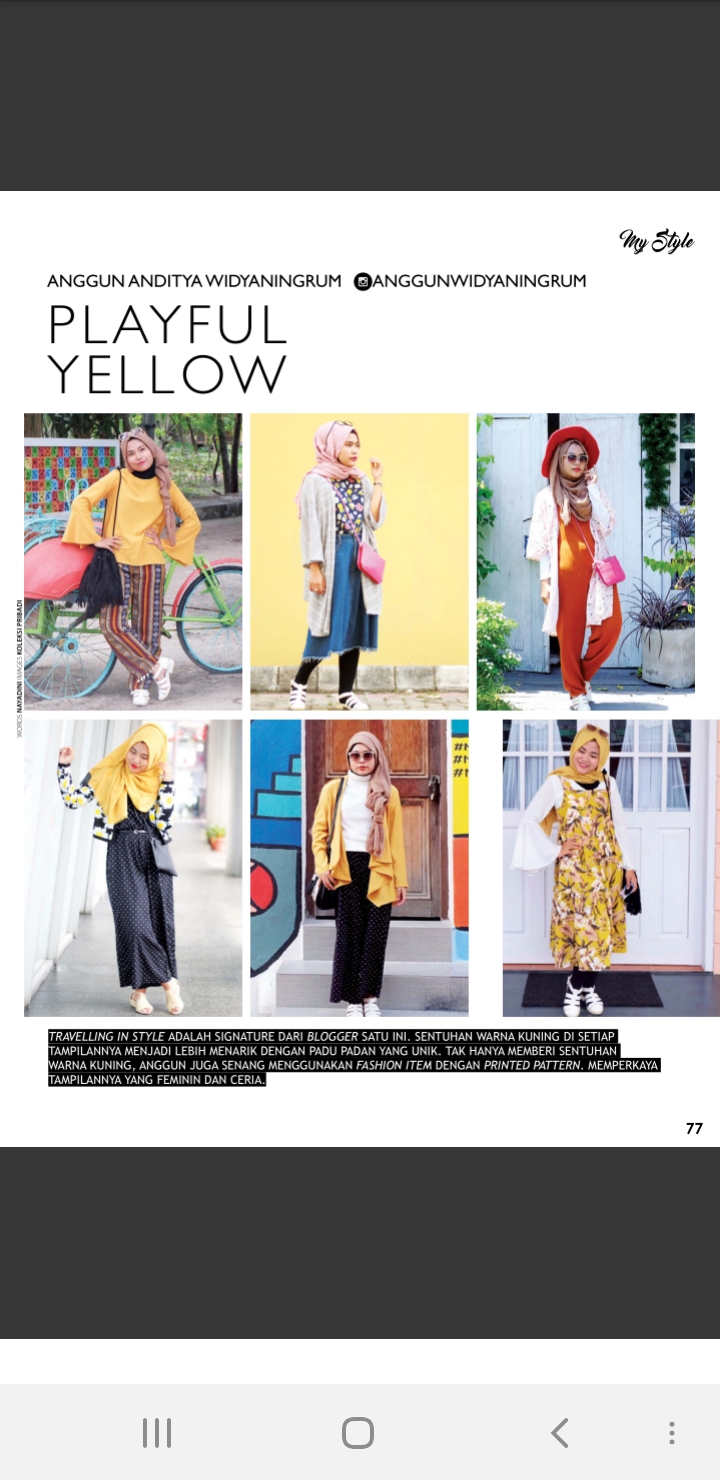 My Style
ANGGUN ANDITYA WIDYANINGRUM ANGGUNWIDYANINGRUM
PLAYFUL
YELLOW
WORDS NAYADINI IMAGES KOLEKSI PRIBADI
TRAVELLING IN STYLE ADALAH SIGNATURE DARI BLOGGER SATU INI. SENTUHAN WARNA KUNING DI SETIAP
TAMPILANNYA MENJADI LEBIH MENARIK DENGAN PADU PADAN YANG UNIK. TAK HANYA MEMBERI SENTUHAN
WARNA KUNING, ANGGUN JUGA SENANG MENGGUNAKAN FASHION ITEM DENGAN PRINTED PATTERN. MEMPERKAYA
TAMPILANNYA YANG FEMININ DAN CERIA.
77